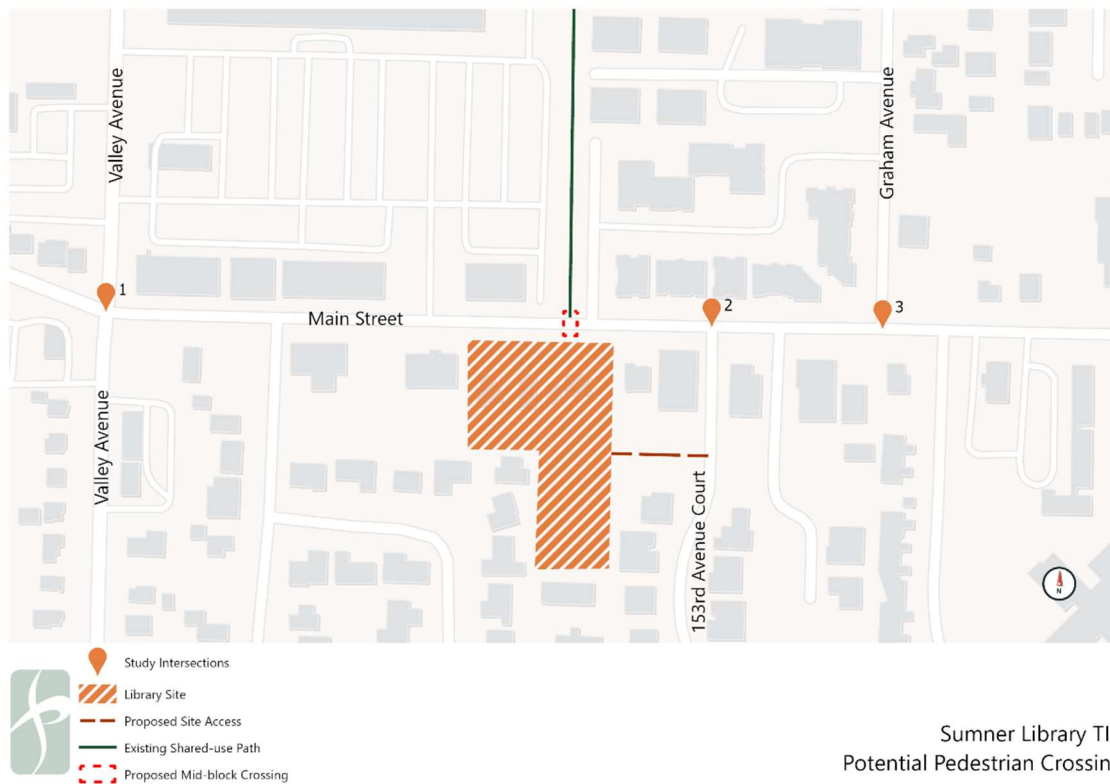 Valley Avenue
Graham Avenue
1
2
3
Main Street
Valley Avenue
153rd Avenue Court
N
Study Intersections
Library Site
Proposed Site Access
Existing Shared-use Path
Proposed Mid-block Crossing
Sumner Library TI
Potential Pedestrian Crossin